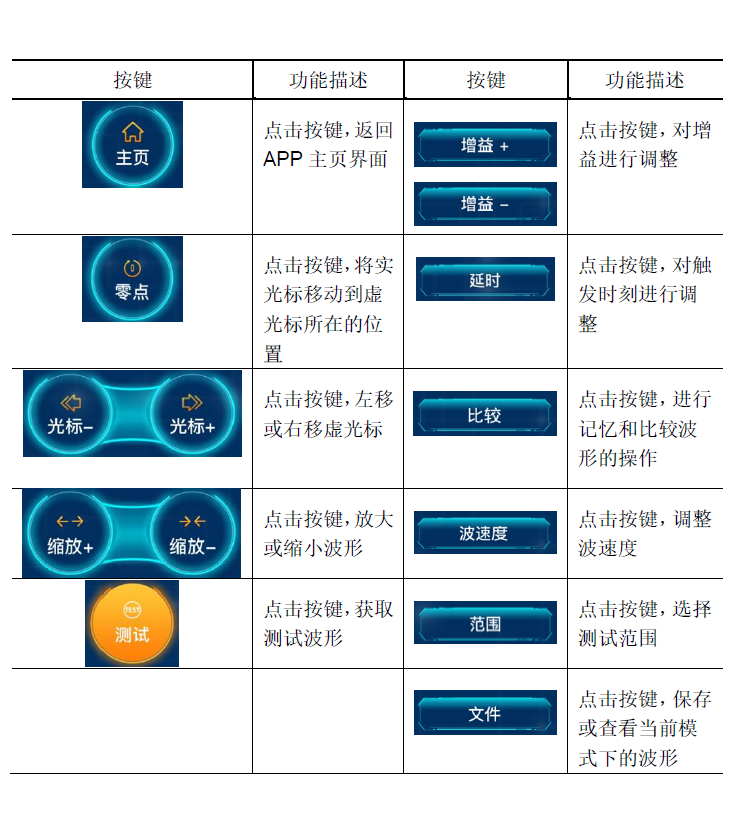 按键 功能描述 按键 功能描述
主页
点击按键，返回
APP 主页界面
增益 +
增益 −
点击按键，对增
益进行调整
0
零点
点击按键，将实
光标移动到虚
光标所在的位
置
延时
点击按键，对触
发时刻进行调
整
光标− 光标+
点击按键，左移
或右移虚光标
比较
点击按键，进行
记忆和比较波
形的操作
缩放+ 缩放−
点击按键，放大
或缩小波形
波速度
点击按键，调整
波速度
TEST
测试
点击按键，获取
测试波形
范围
点击按键，选择
测试范围
文件
点击按键，保存
或查看当前模
式下的波形